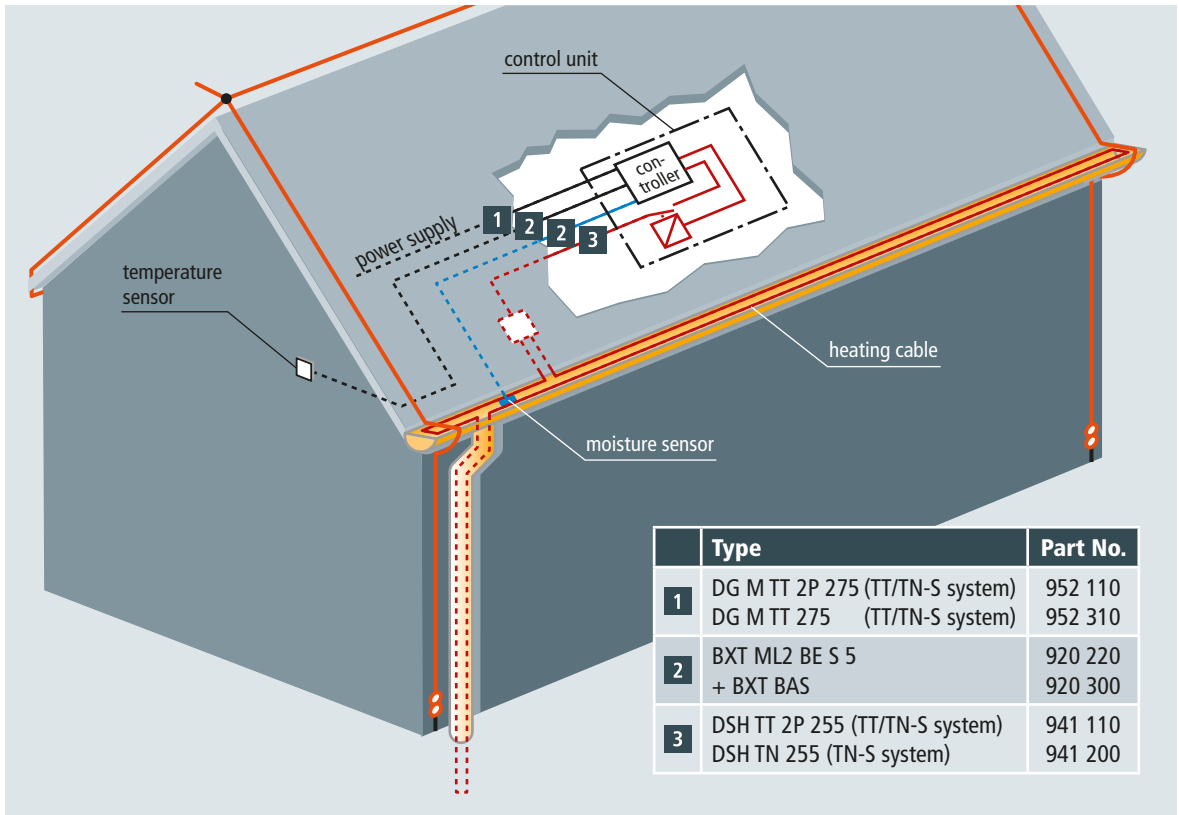 control unit
con-
troller
1
2
2
3
power supply
temperature
sensor
heating cable
moisture sensor
Type Part No.
1
DG M TT 2P 275 (TT/TN-S system) 952 110
DG M TT 275 (TT/TN-S system) 952 310
2
BXT ML2 BE S 5 920 220
+ BXT BAS 920 300
3
DSH TT 2P 255 (TT/TN-S system) 941 110
DSH TN 255 (TN-S system) 941 200